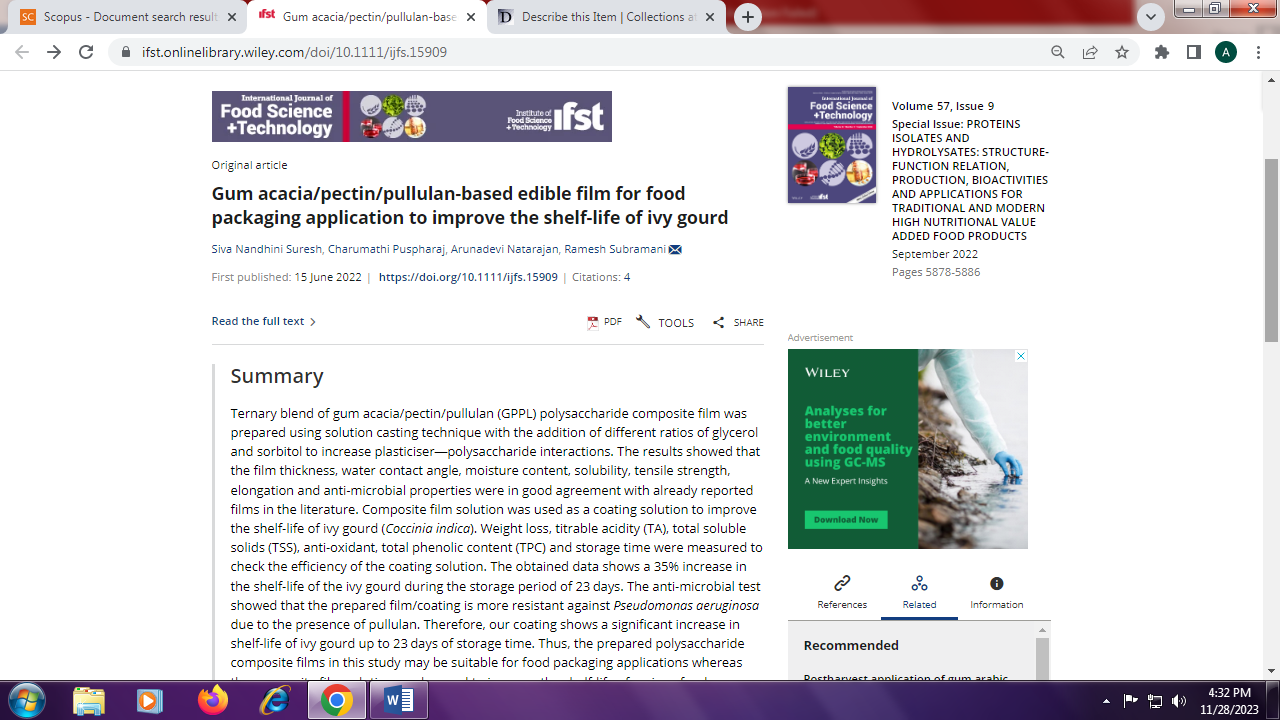 Scopus - Document search result
Gum acacia/pectin/pullulan-base
Describe this Item | Collections at
ifst.onlinelibrary.wiley.com/doi/10.1111/ijfs.15909
A
International Journal of
Food Science
+Technology
Institute of
Food Science
+Technology
ifst
Original article
Gum acacia/pectin/pullulan-based edible film for food
packaging application to improve the shelf-life of ivy gourd
Siva Nandhini Suresh, Charumathi Puspharaj, Arunadevi Natarajan, Ramesh Subramani
First published: 15 June 2022 | https://doi.org/10.1111/ijfs.15909 | Citations: 4
Read the full text
PDF
TOOLS
SHARE
Summary
Ternary blend of gum acacia/pectin/pullulan (GPPL) polysaccharide composite film was
prepared using solution casting technique with the addition of different ratios of glycerol
and sorbitol to increase plasticiser—polysaccharide interactions. The results showed that
the film thickness, water contact angle, moisture content, solubility, tensile strength,
elongation and anti-microbial properties were in good agreement with already reported
films in the literature. Composite film solution was used as a coating solution to improve
the shelf-life of ivy gourd (Coccinia indica). Weight loss, titrable acidity (TA), total soluble
solids (TSS), anti-oxidant, total phenolic content (TPC) and storage time were measured to
check the efficiency of the coating solution. The obtained data shows a 35% increase in
the shelf-life of the ivy gourd during the storage period of 23 days. The anti-microbial test
showed that the prepared film/coating is more resistant against Pseudomonas aeruginosa
due to the presence of pullulan. Therefore, our coating shows a significant increase in
shelf-life of ivy gourd up to 23 days of storage time. Thus, the prepared polysaccharide
composite films in this study may be suitable for food packaging applications whereas
International Journal of
Food Science
+Technology
ifst
Volume 57, Issue 9
Special Issue: PROTEINS
ISOLATES AND
HYDROLYSATES: STRUCTURE-
FUNCTION RELATION,
PRODUCTION, BIOACTIVITIES
AND APPLICATIONS FOR
TRADITIONAL AND MODERN
HIGH NUTRITIONAL VALUE
ADDED FOOD PRODUCTS
September 2022
Pages 5878-5886
Advertisement
WILEY
Analyses for
better
environment
and food quality
using GC-MS
A New Expert Insights
Download Now
References
Related
Information
Recommended
Postharvest application of gum arabic
4:32 PM
11/28/2023